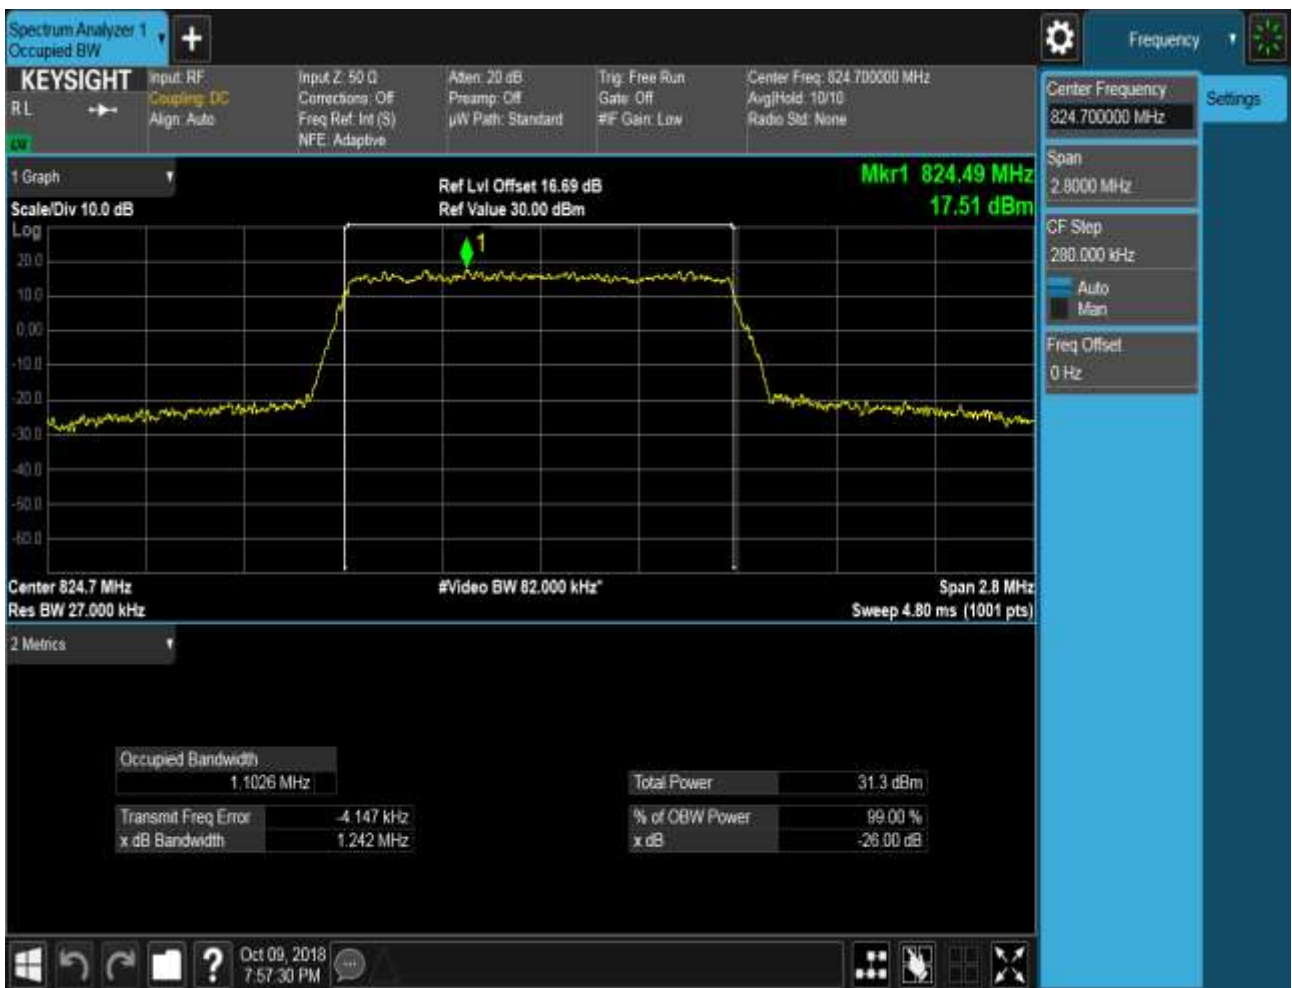 Spectrum Analyzer 1
Occupied BW
Frequency
KEYSIGHT
R L
Input: RF
Coupling: DC
Align: Auto
Input Z: 50 Ω
Corrections: Off
Freq Ref: Int (S)
NFE: Adaptive
Atten: 20 dB
Preamp: Off
µW Path: Standard
Trig: Free Run
Gate: Off
#IF Gain: Low
Center Freq: 824.700000 MHz
Avg|Hold: 10/10
Radio Std: None
Center Frequency
824.700000 MHz
Settings
Span
2.8000 MHz
CF Step
280.000 kHz
Auto
Man
Freq Offset
0 Hz
1 Graph
Scale/Div 10.0 dB
Ref Lvl Offset 16.69 dB
Ref Value 30.00 dBm
Mkr1 824.49 MHz
17.51 dBm
Log
20.0
10.0
0.00
-10.0
-20.0
-30.0
-40.0
-50.0
-60.0
1
Center 824.7 MHz
Res BW 27.000 kHz
#Video BW 82.000 kHz*
Span 2.8 MHz
Sweep 4.80 ms (1001 pts)
2 Metrics
Occupied Bandwidth
1.1026 MHz
Transmit Freq Error -4.147 kHz
x dB Bandwidth 1.242 MHz
Total Power 31.3 dBm
% of OBW Power 99.00 %
x dB -26.00 dB
?
Oct 09, 2018
7:57:30 PM